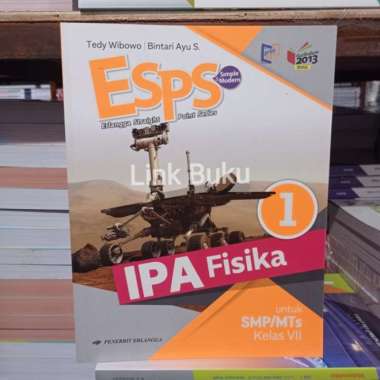 Tedy Wibowo | Bintari Ayu S.
KURIKULUM
2013
ESPS
Simple Modern
Erlangga Straight Point Series
Link Buku
1
IPA Fisika
untuk
SMP/MTs
Kelas VII
PENERBIT ERLANGGA